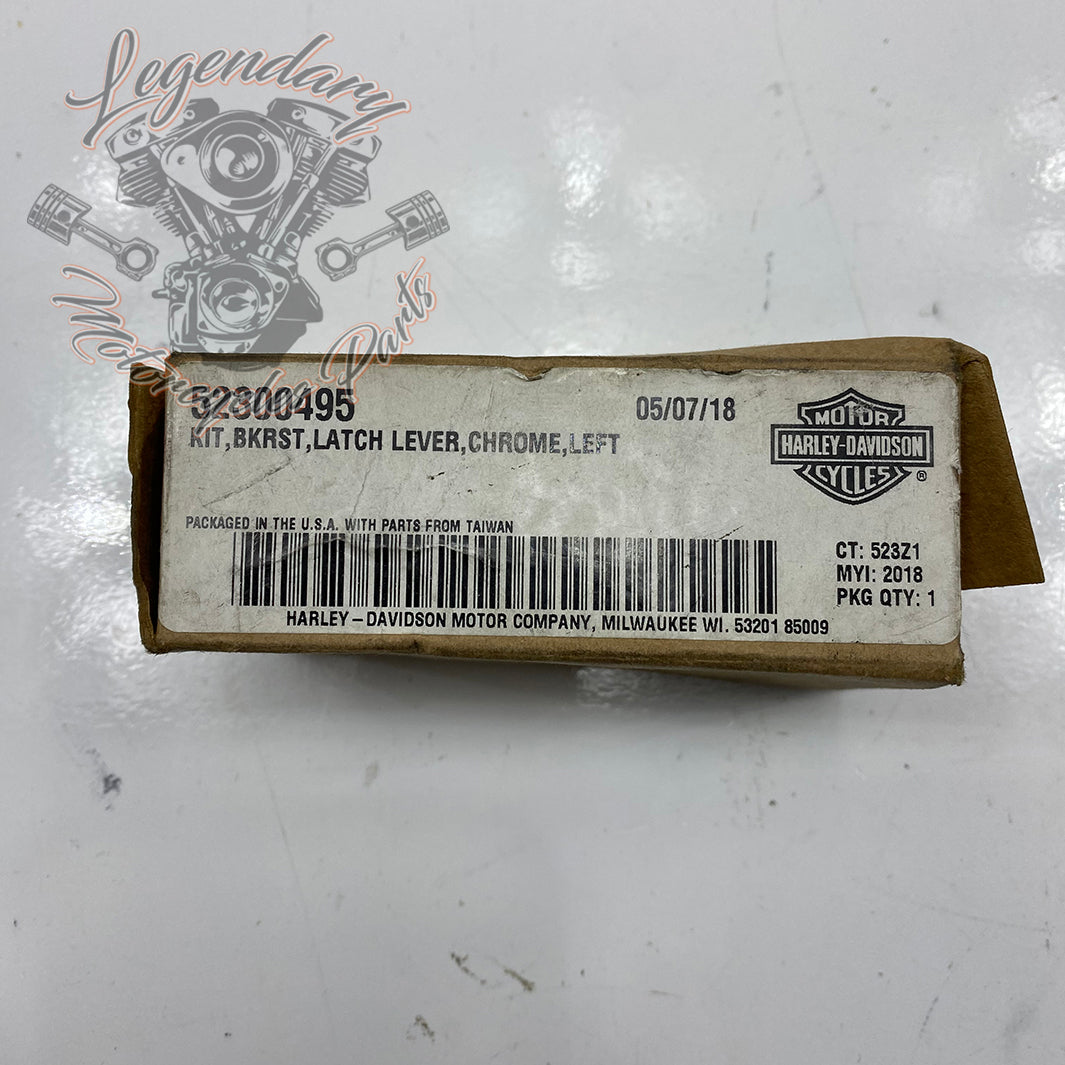 Legendary
Motorcycles Parts
52300495 05/07/18
KIT,BKRST,LATCH LEVER,CHROME,LEFT
MOTOR
HARLEY-DAVIDSON
CYCLES ®
PACKAGED IN THE U.S.A. WITH PARTS FROM TAIWAN
CT: 523Z1
MYI: 2018
PKG QTY: 1
HARLEY – DAVIDSON MOTOR COMPANY, MILWAUKEE WI. 53201 85009